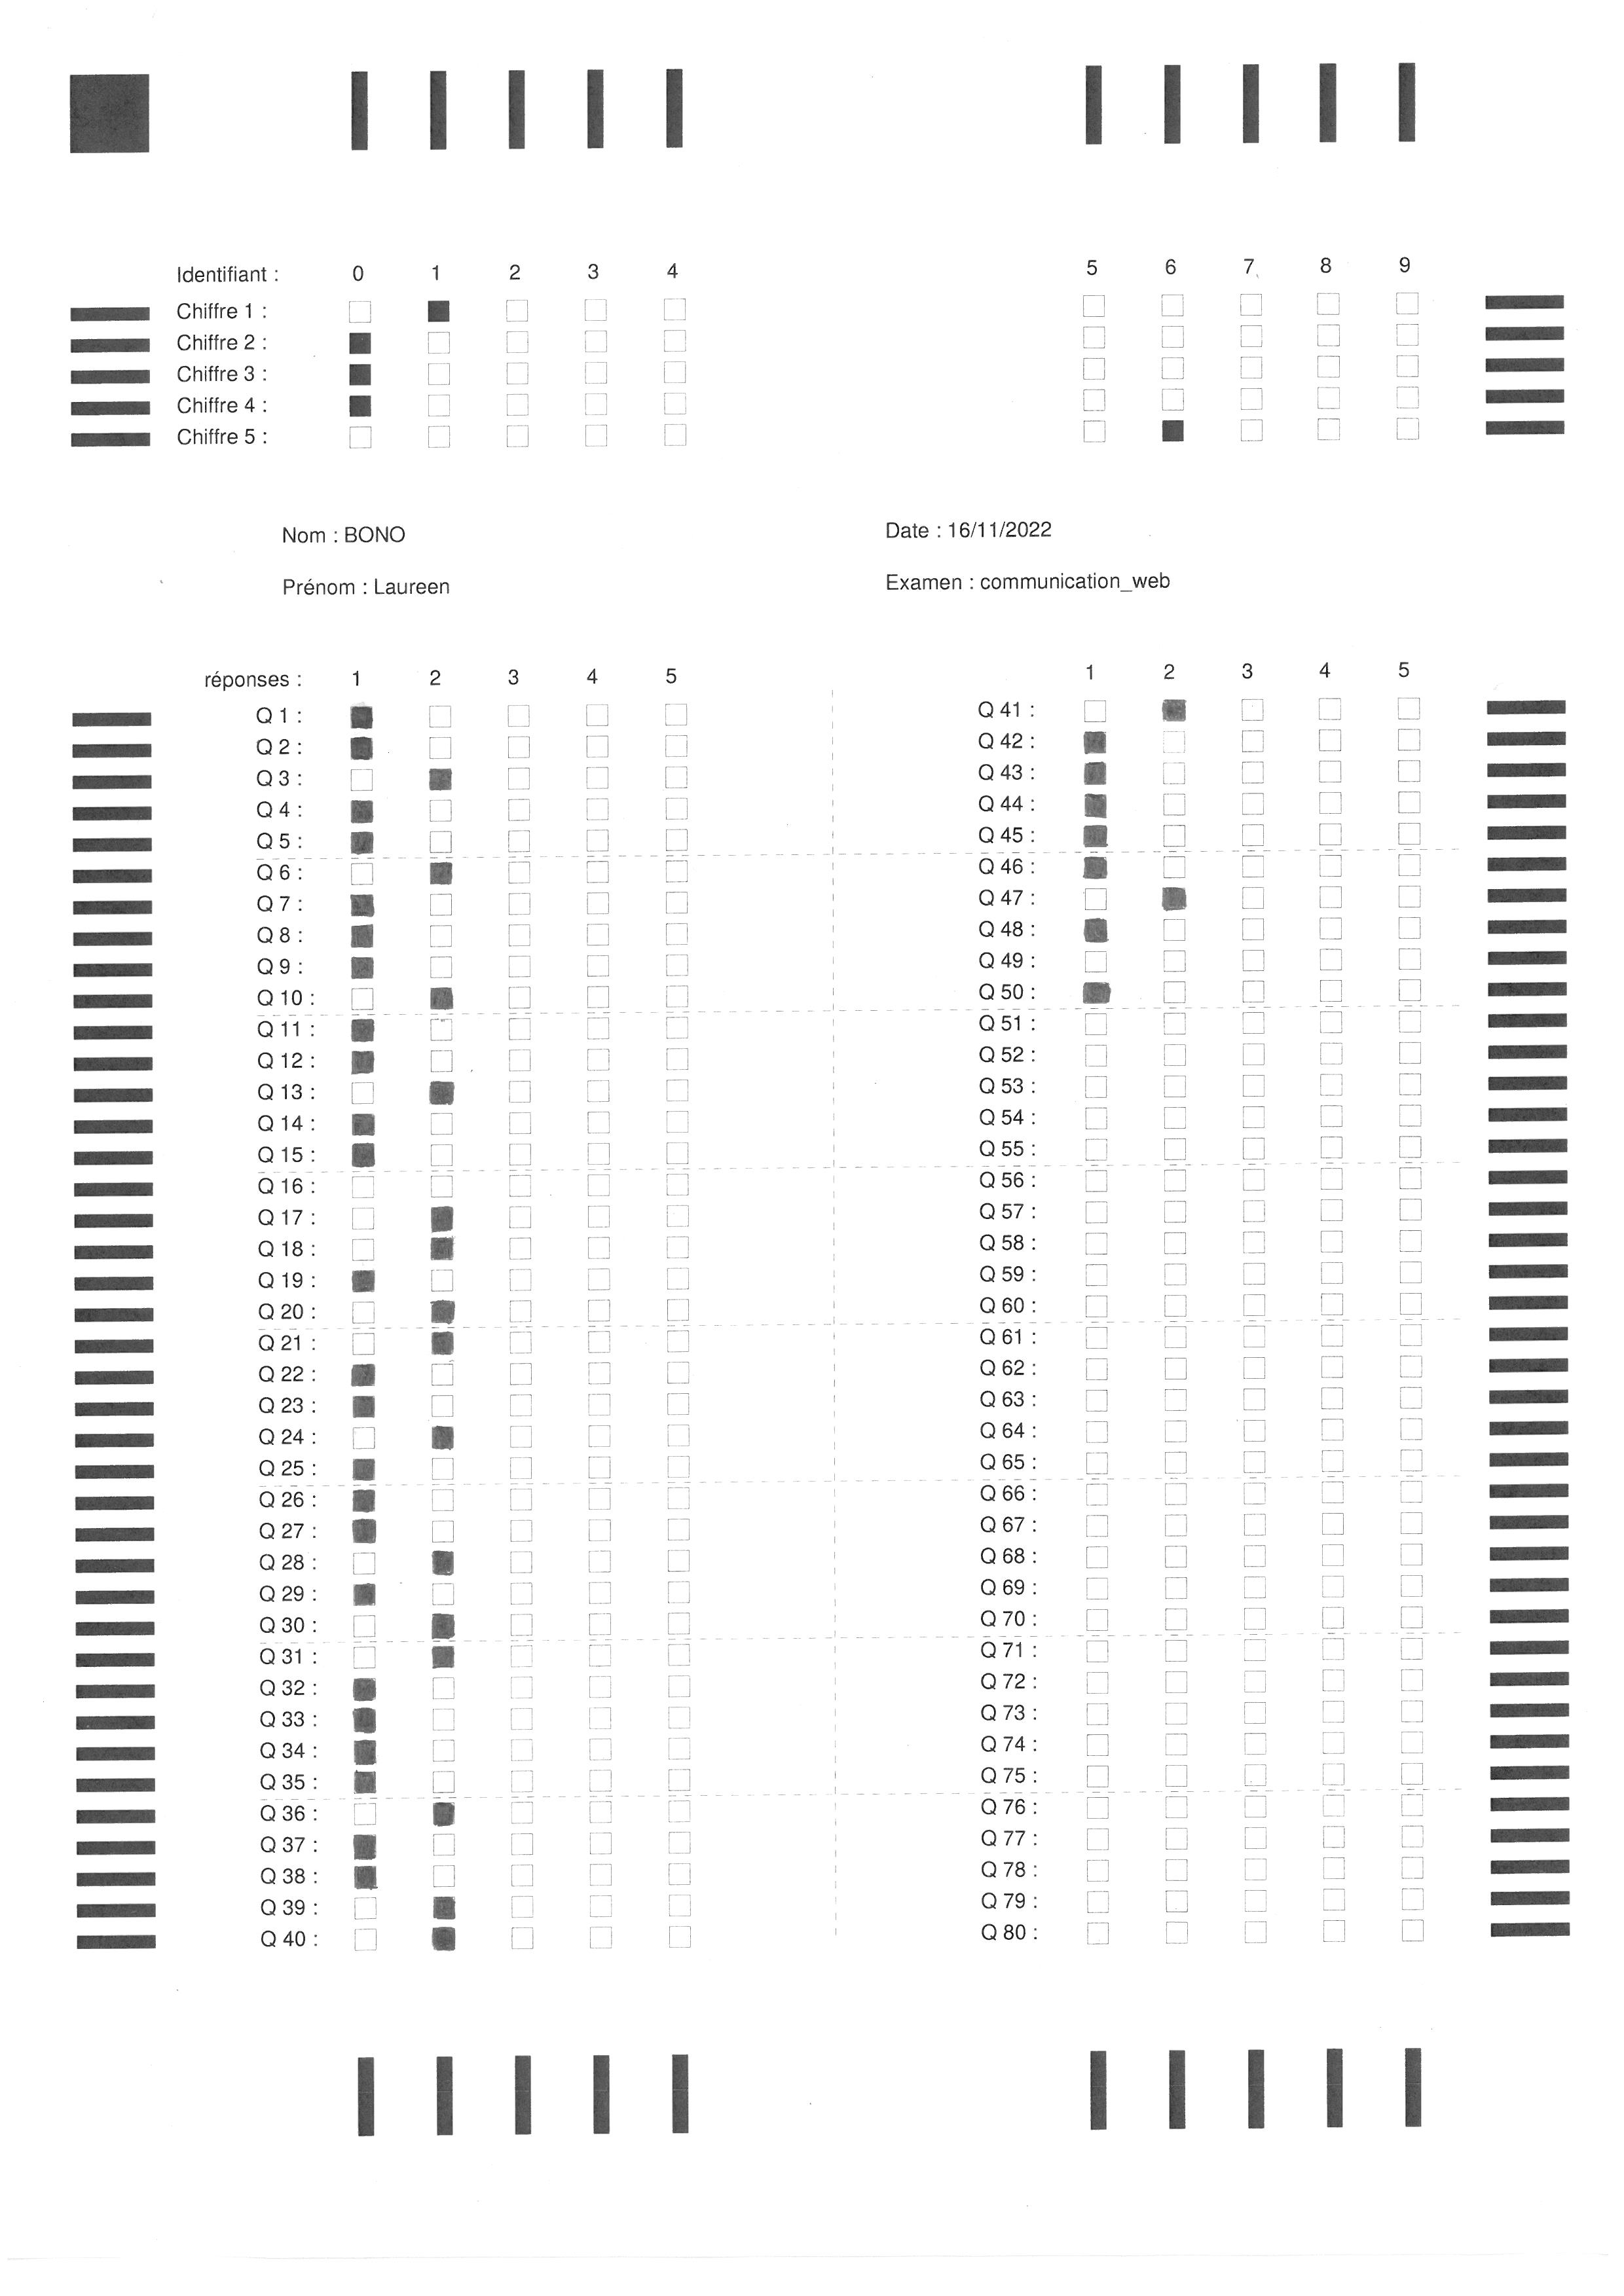 Identifiant : 0 1 2 3 4 5 6 7 8 9
Chiffre 1 :
Chiffre 2 :
Chiffre 3 :
Chiffre 4 :
Chiffre 5 :
Nom : BONO Date : 16/11/2022
Prénom : Laureen Examen : communication_web
réponses : 1 2 3 4 5 1 2 3 4 5
Q 1 : Q 41 :
Q 2 : Q 42 :
Q 3 : Q 43 :
Q 4 : Q 44 :
Q 5 : Q 45 :
Q 6 : Q 46 :
Q 7 : Q 47 :
Q 8 : Q 48 :
Q 9 : Q 49 :
Q 10 : Q 50 :
Q 11 : Q 51 :
Q 12 : Q 52 :
Q 13 : Q 53 :
Q 14 : Q 54 :
Q 15 : Q 55 :
Q 16 : Q 56 :
Q 17 : Q 57 :
Q 18 : Q 58 :
Q 19 : Q 59 :
Q 20 : Q 60 :
Q 21 : Q 61 :
Q 22 : Q 62 :
Q 23 : Q 63 :
Q 24 : Q 64 :
Q 25 : Q 65 :
Q 26 : Q 66 :
Q 27 : Q 67 :
Q 28 : Q 68 :
Q 29 : Q 69 :
Q 30 : Q 70 :
Q 31 : Q 71 :
Q 32 : Q 72 :
Q 33 : Q 73 :
Q 34 : Q 74 :
Q 35 : Q 75 :
Q 36 : Q 76 :
Q 37 : Q 77 :
Q 38 : Q 78 :
Q 39 : Q 79 :
Q 40 : Q 80 :